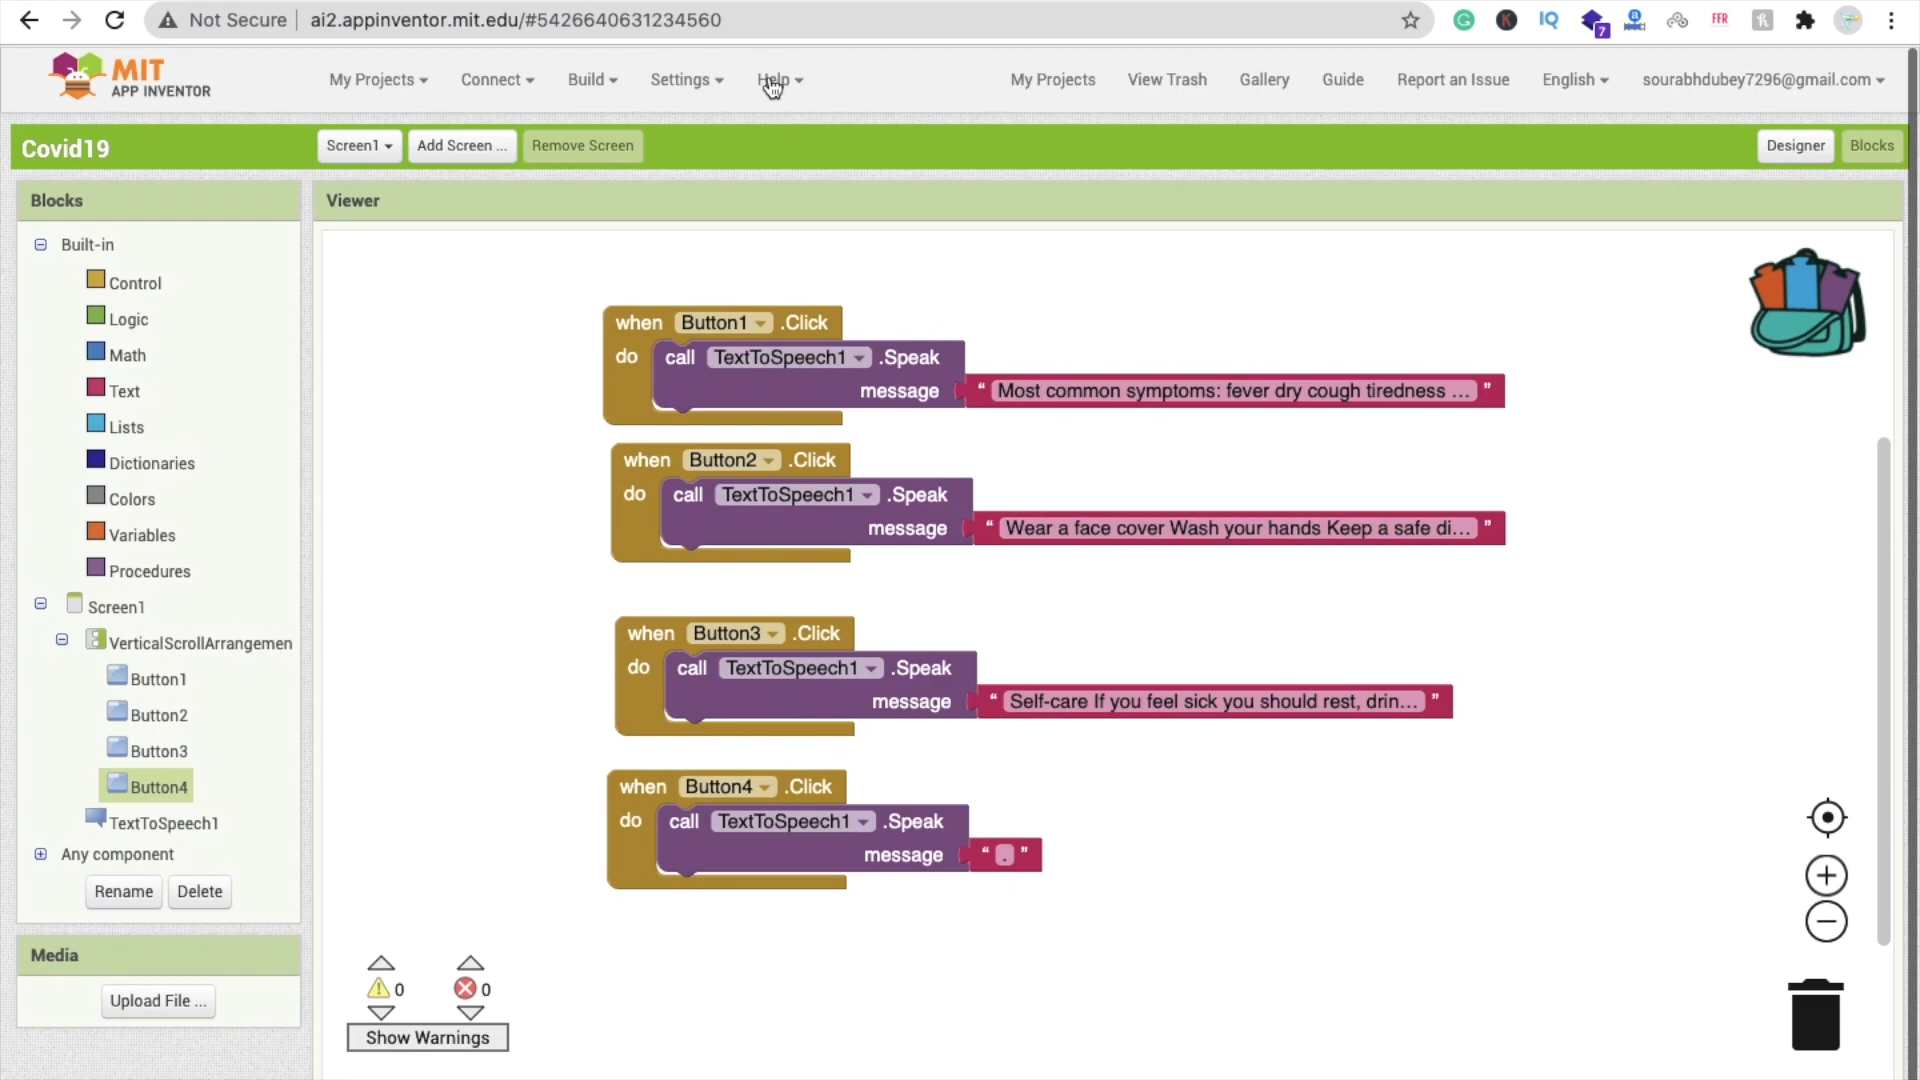 Not Secure | ai2.appinventor.mit.edu/#5426640631234560
K IQ 7 a FFR h
MIT
APP INVENTOR
My Projects Connect Build Settings Help My Projects View Trash Gallery Guide Report an Issue English sourabhdubey7296@gmail.com
Covid19 Screen1 Add Screen ... Remove Screen Designer Blocks
Blocks
Viewer
Built-in
Control
Logic
Math
Text
Lists
Dictionaries
Colors
Variables
Procedures
Screen1
VerticalScrollArrangemen
Button1
Button2
Button3
Button4
TextToSpeech1
Any component
Rename Delete
Media
Upload File ...
when Button1 .Click
do call TextToSpeech1 .Speak
message “ Most common symptoms: fever dry cough tiredness ... ”
when Button2 .Click
do call TextToSpeech1 .Speak
message “ Wear a face cover Wash your hands Keep a safe di... ”
when Button3 .Click
do call TextToSpeech1 .Speak
message “ Self-care If you feel sick you should rest, drin... ”
when Button4 .Click
do call TextToSpeech1 .Speak
message “ . ”
0 0
Show Warnings